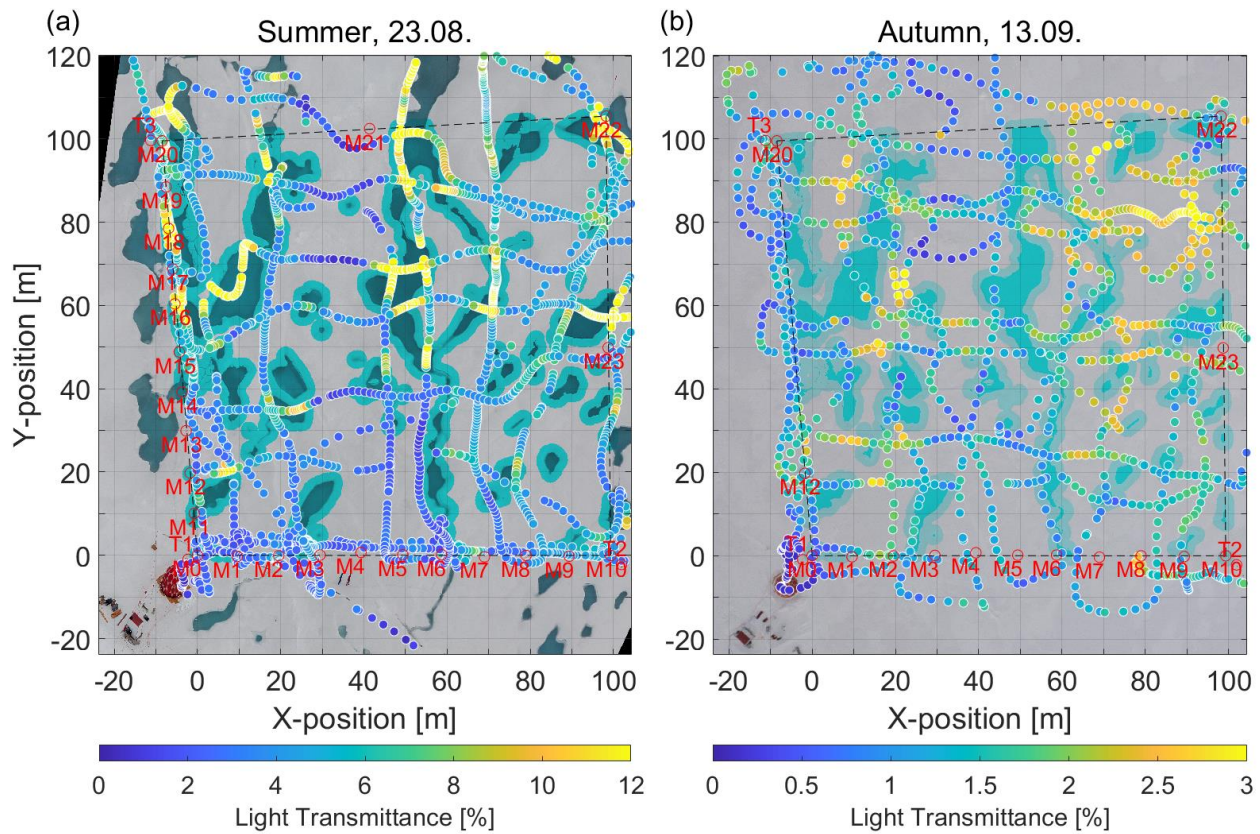 (a)
Summer, 23.08.
(b)
Autumn, 13.09.
120
100
80
60
40
20
0
-20
Y-position [m]
T3
M20
M21
M22
M19
M18
M17
M16
M15
M23
M14
M13
M12
M11
T1
T2
M0
M1
M2
M3
M4
M5
M6
M7
M8
M9
M10
-20 0 20 40 60 80 100
X-position [m]
0 2 4 6 8 10 12
Light Transmittance [%]
120
100
80
60
40
20
0
-20
T3
M20
M22
M23
M12
T1
T2
M0
M1
M2
M3
M4
M5
M6
M7
M8
M9
M10
-20 0 20 40 60 80 100
X-position [m]
0 0.5 1 1.5 2 2.5 3
Light Transmittance [%]